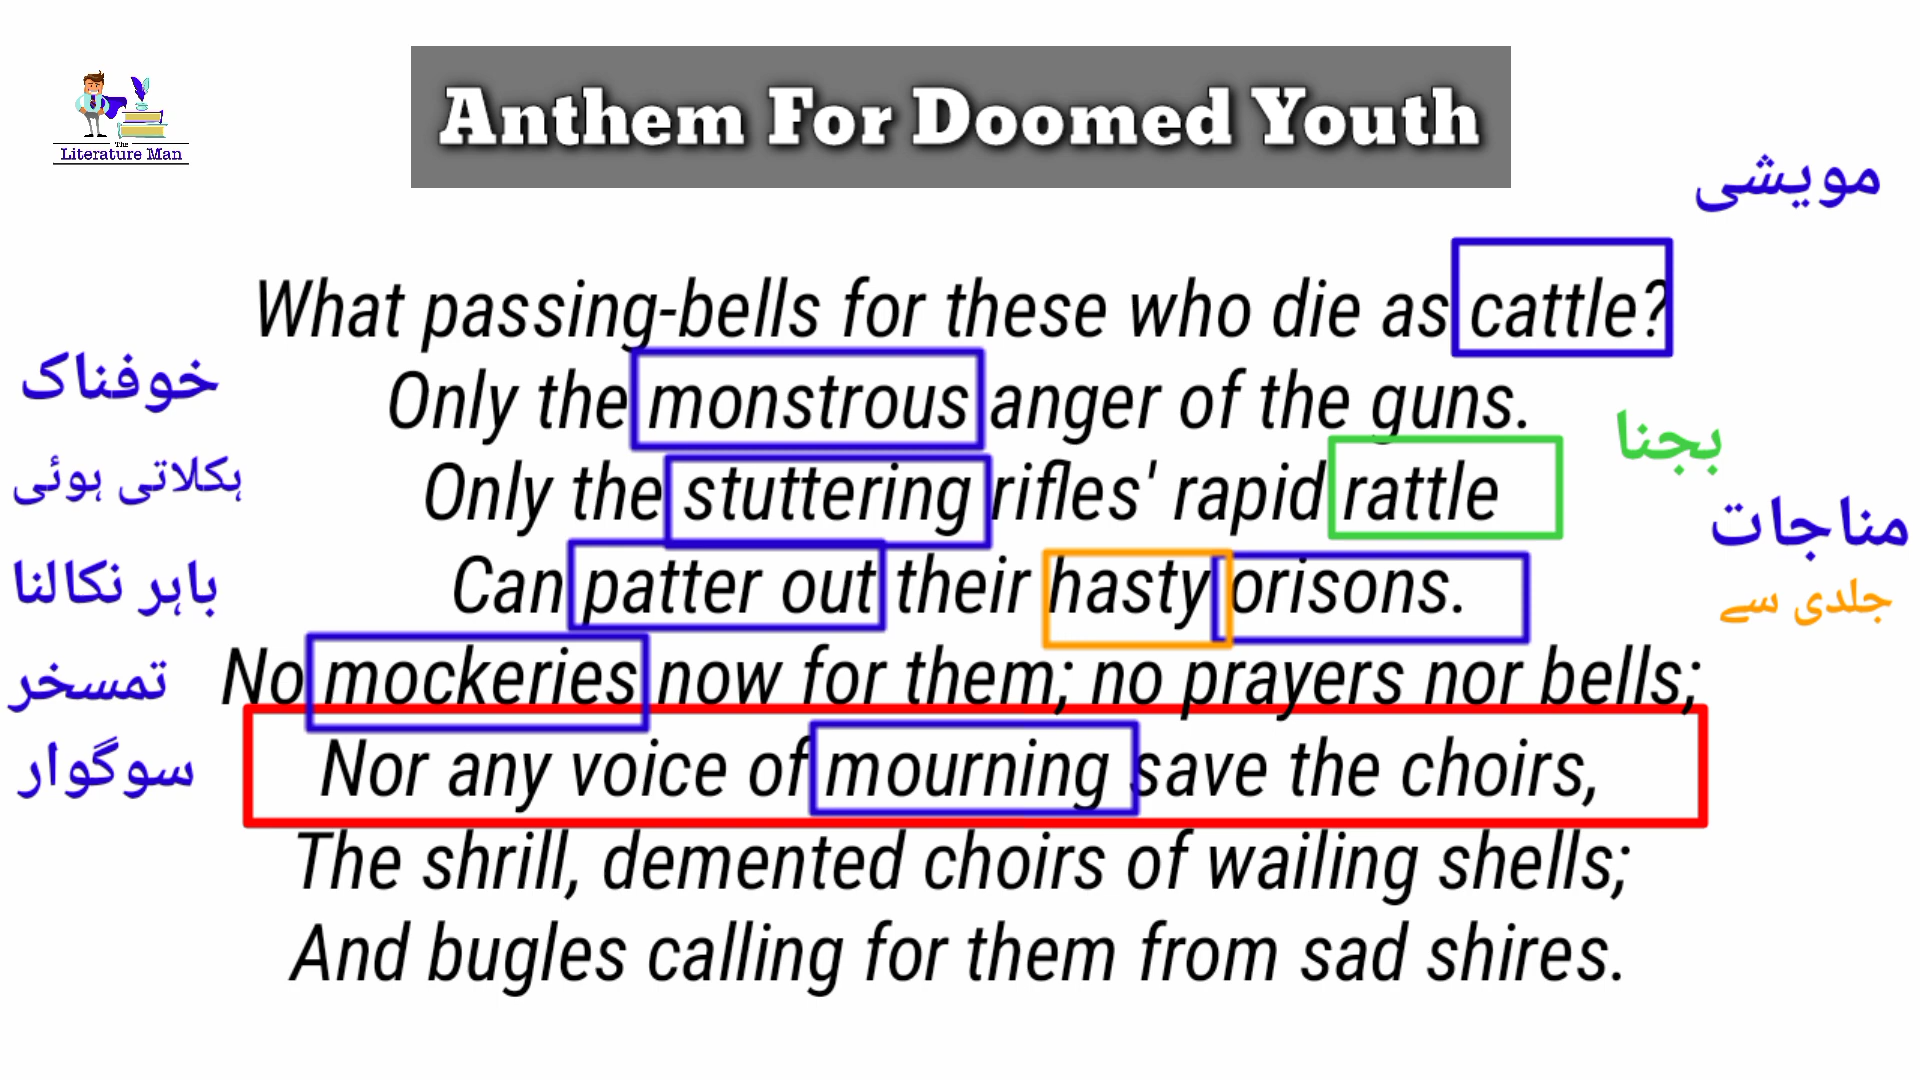 The
Literature Man
Anthem For Doomed Youth
مویشی
What passing-bells for these who die as cattle?
خوفناک
Only the monstrous anger of the guns.
بجنا
ہکلاتی ہوئی
Only the stuttering rifles' rapid rattle
مناجات
باہر نکالنا
Can patter out their hasty orisons.
جلدی سے
تمسخر
No mockeries now for them; no prayers nor bells;
سوگوار
Nor any voice of mourning save the choirs,
The shrill, demented choirs of wailing shells;
And bugles calling for them from sad shires.